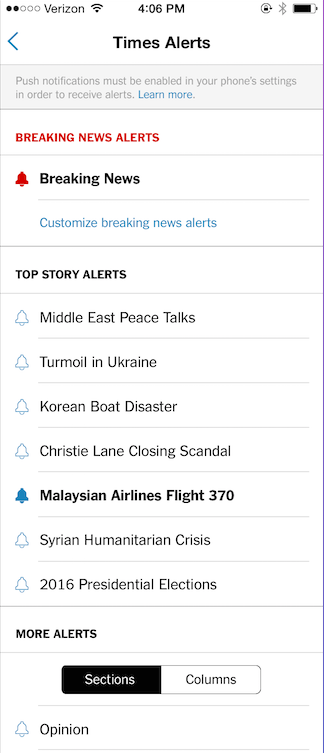 Verizon 4:06 PM
Times Alerts
Push notifications must be enabled in your phone's settings
in order to receive alerts. Learn more.
BREAKING NEWS ALERTS
Breaking News
Customize breaking news alerts
TOP STORY ALERTS
Middle East Peace Talks
Turmoil in Ukraine
Korean Boat Disaster
Christie Lane Closing Scandal
Malaysian Airlines Flight 370
Syrian Humanitarian Crisis
2016 Presidential Elections
MORE ALERTS
Sections Columns
Opinion